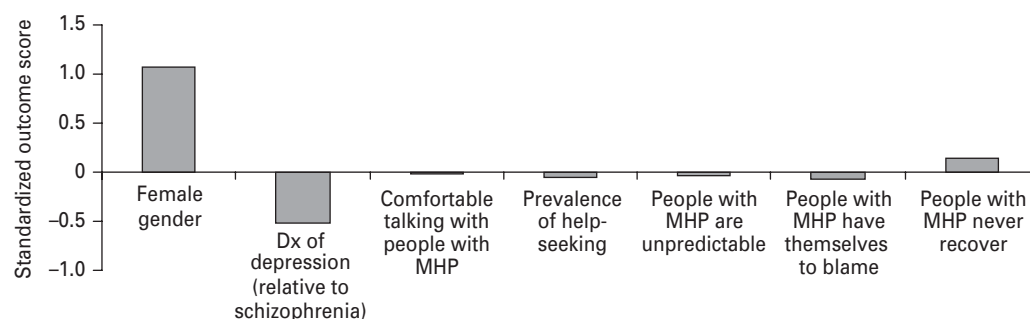 Standardized outcome score
1.5
1.0
0.5
0
−0.5
−1.0
Female
gender
Dx of
depression
(relative to
schizophrenia)
Comfortable
talking with
people with
MHP
Prevalence
of help-
seeking
People with
MHP are
unpredictable
People with
MHP have
themselves
to blame
People with
MHP never
recover